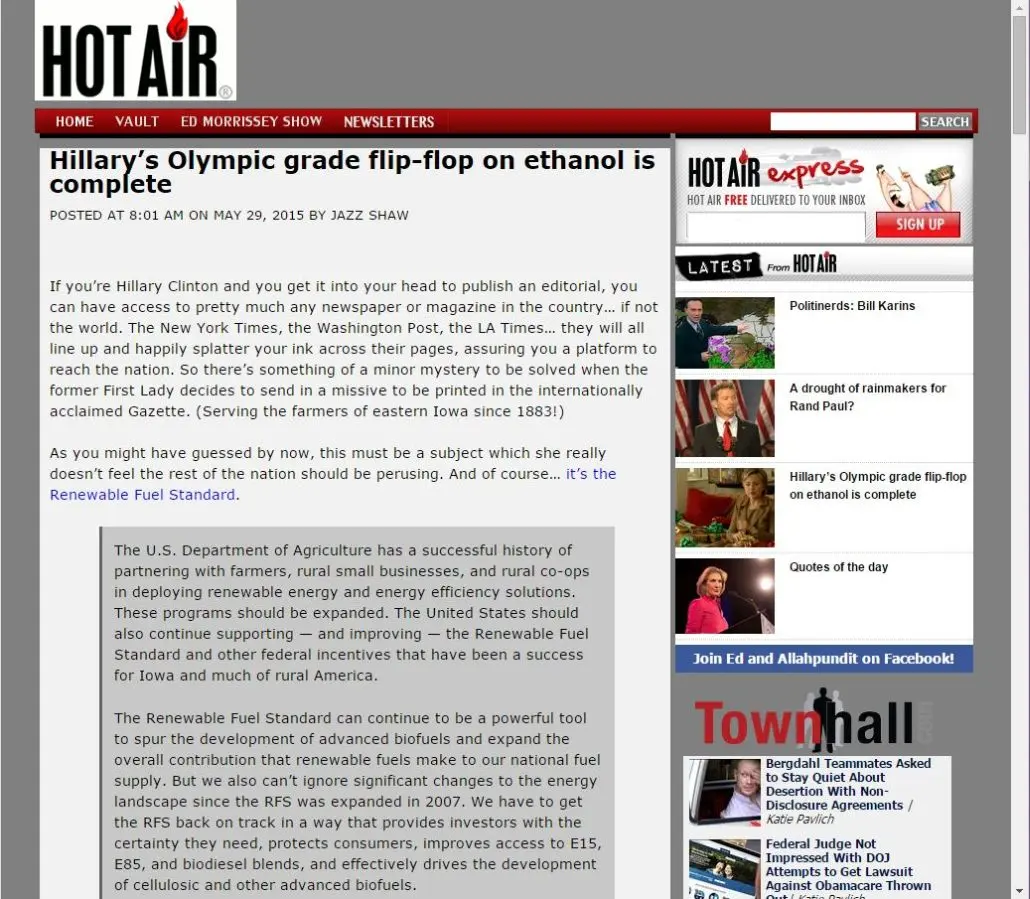 HOT AIR®
HOME VAULT ED MORRISSEY SHOW NEWSLETTERS SEARCH
Hillary’s Olympic grade flip-flop on ethanol is
complete
POSTED AT 8:01 AM ON MAY 29, 2015 BY JAZZ SHAW
If you’re Hillary Clinton and you get it into your head to publish an editorial, you
can have access to pretty much any newspaper or magazine in the country… if not
the world. The New York Times, the Washington Post, the LA Times… they will all
line up and happily splatter your ink across their pages, assuring you a platform to
reach the nation. So there’s something of a minor mystery to be solved when the
former First Lady decides to send in a missive to be printed in the internationally
acclaimed Gazette. (Serving the farmers of eastern Iowa since 1883!)
As you might have guessed by now, this must be a subject which she really
doesn’t feel the rest of the nation should be perusing. And of course… it’s the
Renewable Fuel Standard.
The U.S. Department of Agriculture has a successful history of
partnering with farmers, rural small businesses, and rural co-ops
in deploying renewable energy and energy efficiency solutions.
These programs should be expanded. The United States should
also continue supporting — and improving — the Renewable Fuel
Standard and other federal incentives that have been a success
for Iowa and much of rural America.
The Renewable Fuel Standard can continue to be a powerful tool
to spur the development of advanced biofuels and expand the
overall contribution that renewable fuels make to our national fuel
supply. But we also can’t ignore significant changes to the energy
landscape since the RFS was expanded in 2007. We have to get
the RFS back on track in a way that provides investors with the
certainty they need, protects consumers, improves access to E15,
E85, and biodiesel blends, and effectively drives the development
of cellulosic and other advanced biofuels.
HOT AIR express
HOT AIR FREE DELIVERED TO YOUR INBOX
SIGN UP
LATEST From HOT AIR
Politinerds: Bill Karins
A drought of rainmakers for
Rand Paul?
Hillary’s Olympic grade flip-flop
on ethanol is complete
Quotes of the day
Join Ed and Allahpundit on Facebook!
Townhall.com
Bergdahl Teammates Asked
to Stay Quiet About
Desertion With Non-
Disclosure Agreements /
Katie Pavlich
Federal Judge Not
Impressed With DOJ
Attempts to Get Lawsuit
Against Obamacare Thrown
Out / Katie Pavlich